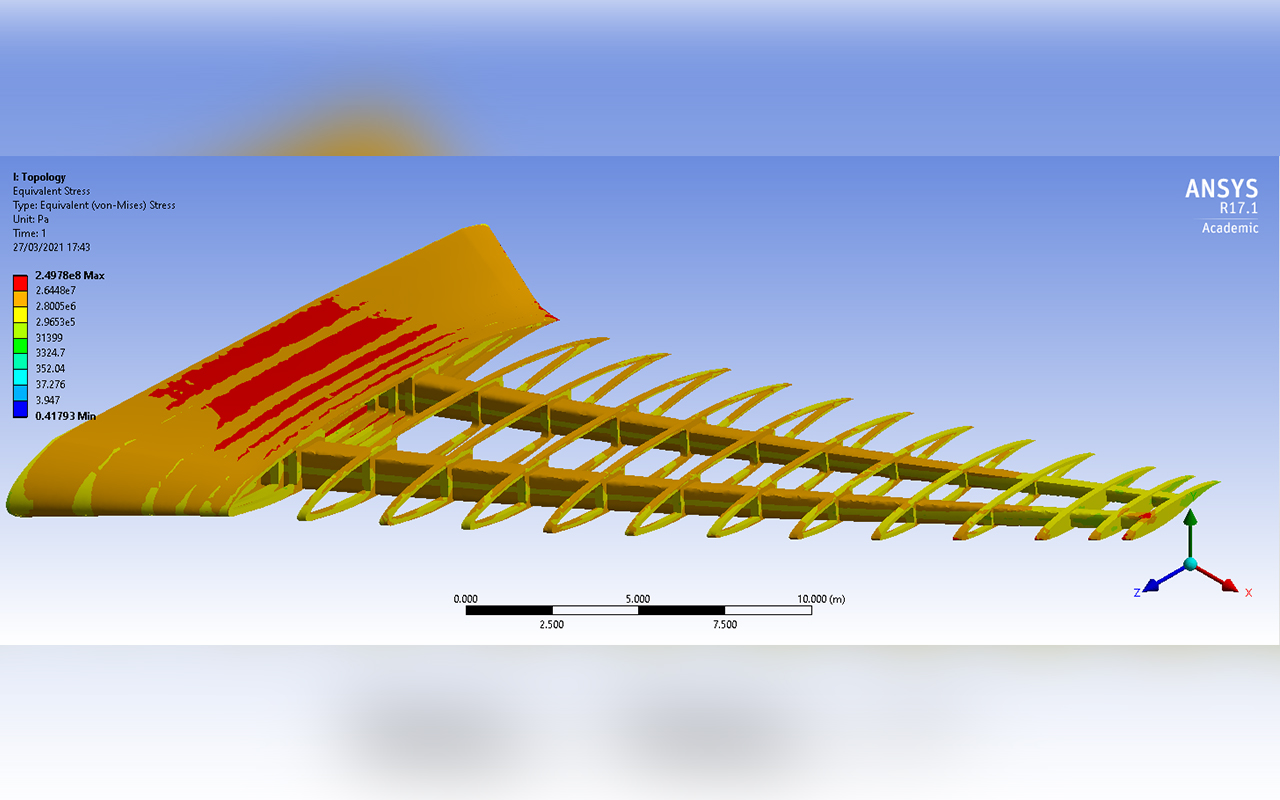 I: Topology
Equivalent Stress
Type: Equivalent (von-Mises) Stress
Unit: Pa
Time: 1
27/03/2021 17:43
2.4978e8 Max
2.6448e7
2.8005e6
2.9653e5
31399
3324.7
352.04
37.276
3.947
0.41793 Min
ANSYS
R17.1
Academic
0.000 5.000 10.000 (m)
2.500 7.500
Z X